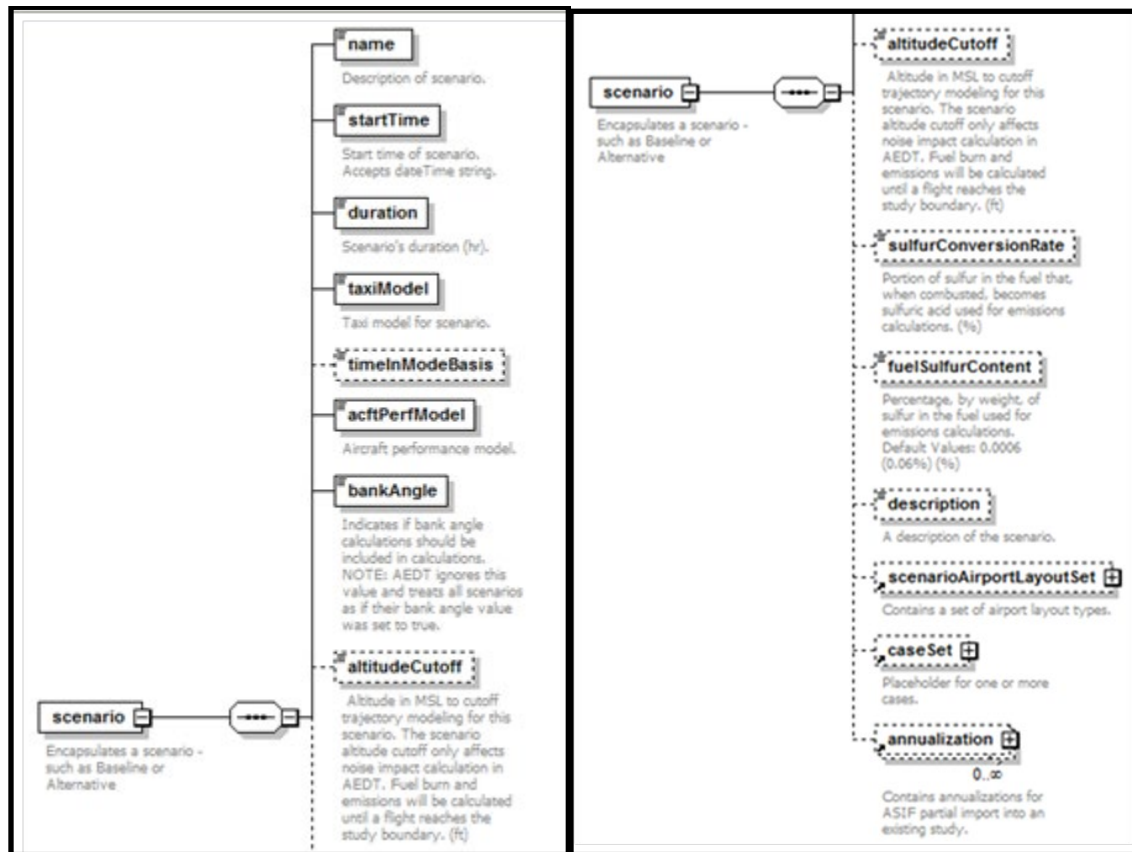 name
Description of scenario.
startTime
Start time of scenario.
Accepts dateTime string.
duration
Scenario's duration (hr).
taxiModel
Taxi model for scenario.
timeInModeBasis
acftPerfModel
Aircraft performance model.
bankAngle
Indicates if bank angle
calculations should be
included in calculations.
NOTE: AEDT ignores this
value and treats all scenarios
as if their bank angle value
was set to true.
altitudeCutoff
Altitude in MSL to cutoff
trajectory modeling for this
scenario. The scenario
altitude cutoff only affects
noise impact calculation in
AEDT. Fuel burn and
emissions will be calculated
until a flight reaches the
study boundary. (ft)
scenario
Encapsulates a scenario -
such as Baseline or
Alternative
altitudeCutoff
Altitude in MSL to cutoff
trajectory modeling for this
scenario. The scenario
altitude cutoff only affects
noise impact calculation in
AEDT. Fuel burn and
emissions will be calculated
until a flight reaches the
study boundary. (ft)
scenario
Encapsulates a scenario -
such as Baseline or
Alternative
sulfurConversionRate
Portion of sulfur in the fuel that,
when combusted, becomes
sulfuric acid used for emissions
calculations. (%)
fuelSulfurContent
Percentage, by weight, of
sulfur in the fuel used for
emissions calculations.
Default Values: 0.0006
(0.06%) (%)
description
A description of the scenario.
scenarioAirportLayoutSet
Contains a set of airport layout types.
caseSet
Placeholder for one or more
cases.
annualization
0..∞
Contains annualizations for
ASIF partial import into an
existing study.